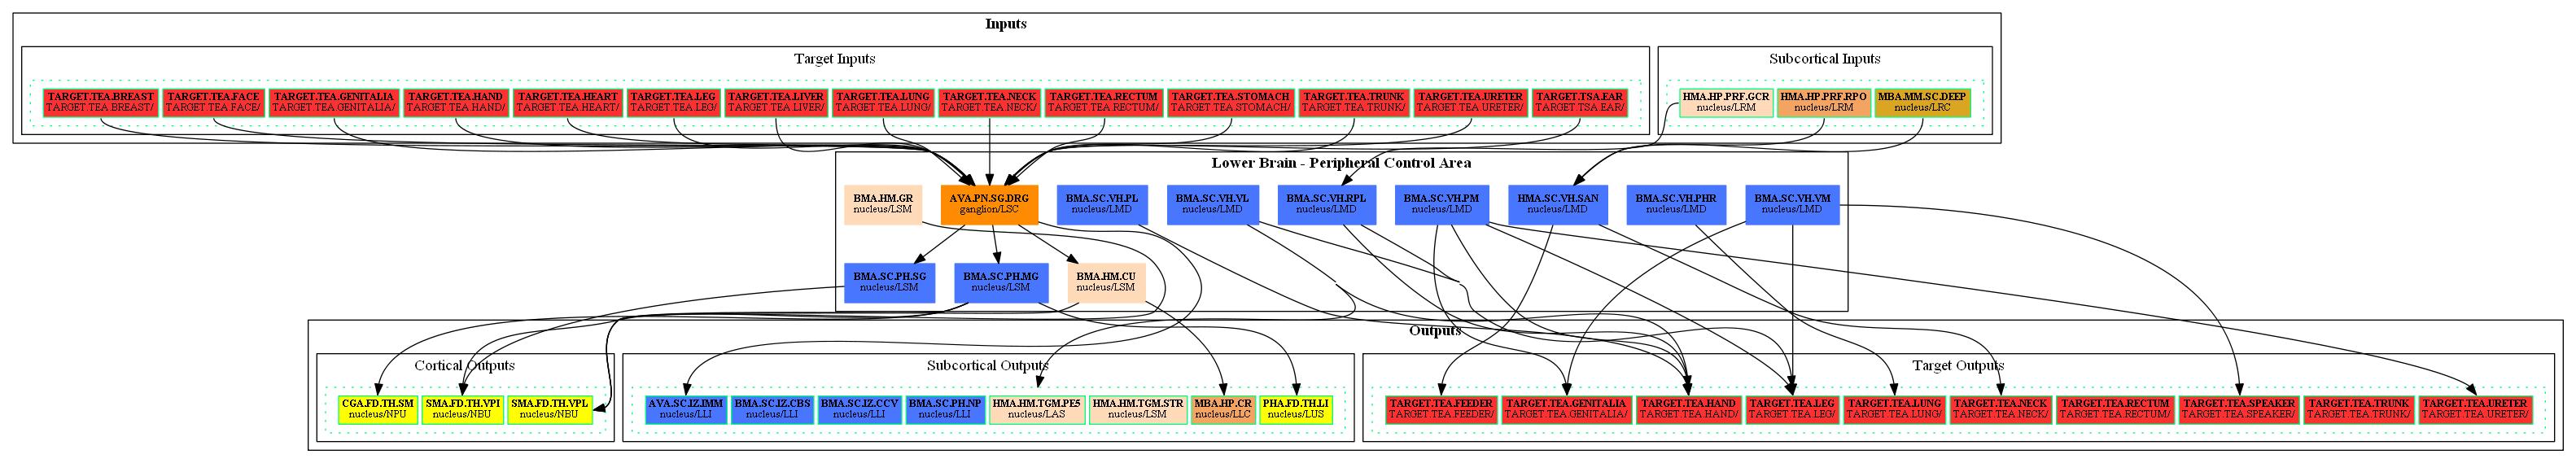 Inputs
Target Inputs
Subcortical Inputs
TARGET.TEA.BREAST
TARGET.TEA.BREAST/
TARGET.TEA.FACE
TARGET.TEA.FACE/
TARGET.TEA.GENITALIA
TARGET.TEA.GENITALIA/
TARGET.TEA.HAND
TARGET.TEA.HAND/
TARGET.TEA.HEART
TARGET.TEA.HEART/
TARGET.TEA.LEG
TARGET.TEA.LEG/
TARGET.TEA.LIVER
TARGET.TEA.LIVER/
TARGET.TEA.LUNG
TARGET.TEA.LUNG/
TARGET.TEA.NECK
TARGET.TEA.NECK/
TARGET.TEA.RECTUM
TARGET.TEA.RECTUM/
TARGET.TEA.STOMACH
TARGET.TEA.STOMACH/
TARGET.TEA.TRUNK
TARGET.TEA.TRUNK/
TARGET.TEA.URETER
TARGET.TEA.URETER/
TARGET.TSA.EAR
TARGET.TSA.EAR/
HMA.HP.PRF.GCR
nucleus/LRM
HMA.HP.PRF.RPO
nucleus/LRM
MBA.MM.SC.DEEP
nucleus/LRC
Lower Brain - Peripheral Control Area
BMA.HM.GR
nucleus/LSM
AVA.PN.SG.DRG
ganglion/LSC
BMA.SC.VH.PL
nucleus/LMD
BMA.SC.VH.VL
nucleus/LMD
BMA.SC.VH.RPL
nucleus/LMD
BMA.SC.VH.PM
nucleus/LMD
HMA.SC.VH.SAN
nucleus/LMD
BMA.SC.VH.PHR
nucleus/LMD
BMA.SC.VH.VM
nucleus/LMD
BMA.SC.PH.SG
nucleus/LSM
BMA.SC.PH.MG
nucleus/LSM
BMA.HM.CU
nucleus/LSM
Outputs
Cortical Outputs
Subcortical Outputs
Target Outputs
CGA.FD.TH.SM
nucleus/NPU
SMA.FD.TH.VPI
nucleus/NBU
SMA.FD.TH.VPL
nucleus/NBU
AVA.SC.IZ.IMM
nucleus/LLI
BMA.SC.IZ.CBS
nucleus/LLI
BMA.SC.IZ.CCV
nucleus/LLI
BMA.SC.PH.NP
nucleus/LLI
HMA.HM.TGM.PE5
nucleus/LAS
HMA.HM.TGM.STR
nucleus/LSM
MBA.HP.CR
nucleus/LLC
PHA.FD.TH.LI
nucleus/LUS
TARGET.TEA.FEEDER
TARGET.TEA.FEEDER/
TARGET.TEA.GENITALIA
TARGET.TEA.GENITALIA/
TARGET.TEA.HAND
TARGET.TEA.HAND/
TARGET.TEA.LEG
TARGET.TEA.LEG/
TARGET.TEA.LUNG
TARGET.TEA.LUNG/
TARGET.TEA.NECK
TARGET.TEA.NECK/
TARGET.TEA.RECTUM
TARGET.TEA.RECTUM/
TARGET.TEA.SPEAKER
TARGET.TEA.SPEAKER/
TARGET.TEA.TRUNK
TARGET.TEA.TRUNK/
TARGET.TEA.URETER
TARGET.TEA.URETER/